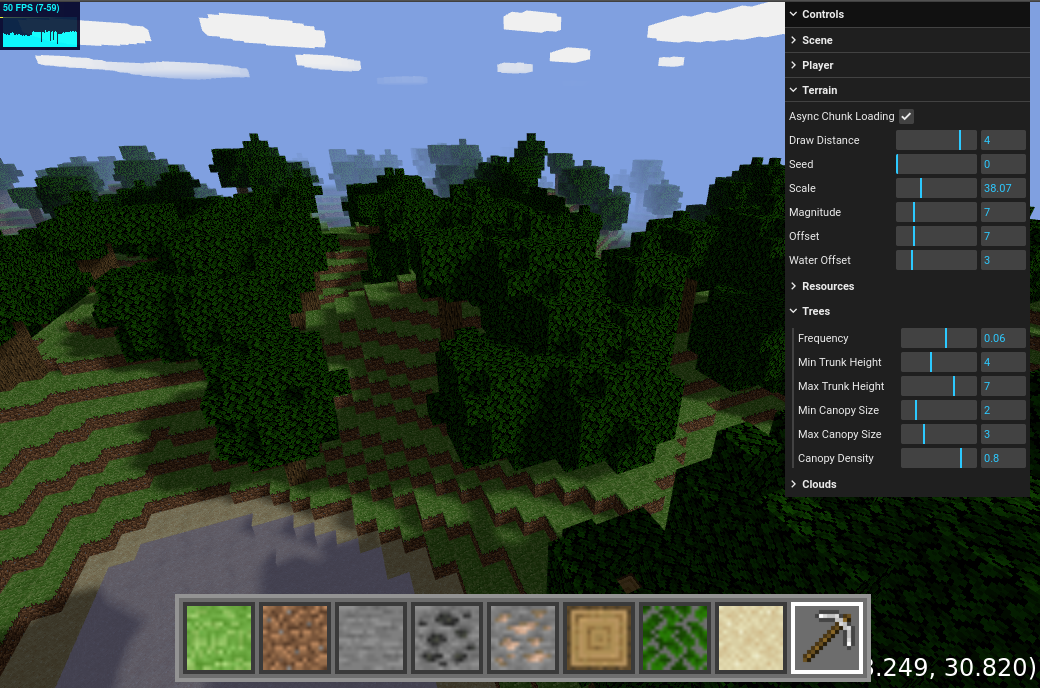 50 FPS (7-59)
Controls
Scene
Player
Terrain
Async Chunk Loading
Draw Distance 4
Seed 0
Scale 38.07
Magnitude 7
Offset 7
Water Offset 3
Resources
Trees
Frequency 0.06
Min Trunk Height 4
Max Trunk Height 7
Min Canopy Size 2
Max Canopy Size 3
Canopy Density 0.8
Clouds
.249, 30.820)